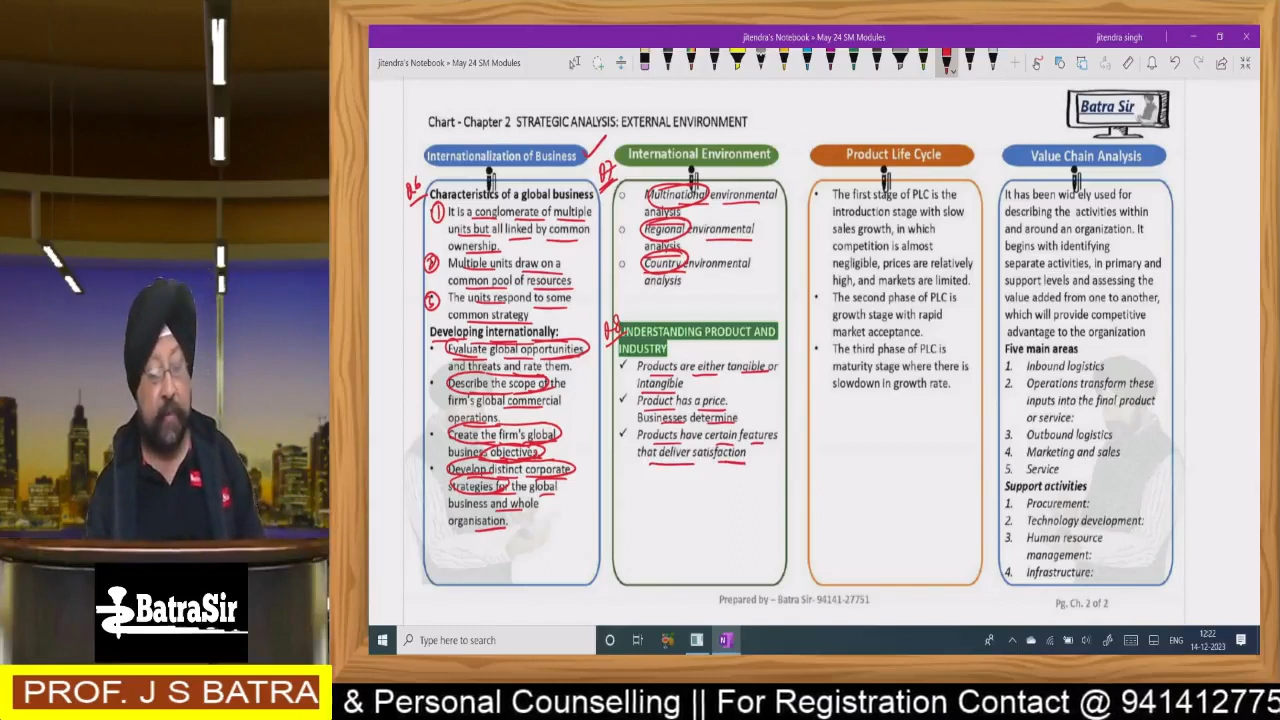 jitendra's Notebook » May 24 SM Modules
jitendra singh
jitendra's Notebook » May 24 SM Modules
Batra Sir
Chart - Chapter 2 STRATEGIC ANALYSIS: EXTERNAL ENVIRONMENT
Internationalization of Business
Characteristics of a global business
It is a conglomerate of multiple
units but all linked by common
ownership.
Multiple units draw on a
common pool of resources
The units respond to some
common strategy
Developing internationally:
• Evaluate global opportunities
and threats and rate them.
• Describe the scope of the
firm's global commercial
operations.
• Create the firm's global
business objectives.
• Develop distinct corporate
strategies for the global
business and whole
organisation.
International Environment
o Multinational environmental
analysis
o Regional environmental
analysis
o Country environmental
analysis
UNDERSTANDING PRODUCT AND
INDUSTRY
✓ Products are either tangible or
intangible
✓ Product has a price.
Businesses determine
✓ Products have certain features
that deliver satisfaction
Product Life Cycle
• The first stage of PLC is the
introduction stage with slow
sales growth, in which
competition is almost
negligible, prices are relatively
high, and markets are limited.
• The second phase of PLC is
growth stage with rapid
market acceptance.
• The third phase of PLC is
maturity stage where there is
slowdown in growth rate.
Value Chain Analysis
It has been widely used for
describing the activities within
and around an organization. It
begins with identifying
separate activities, in primary and
support levels and assessing the
value added from one to another,
which will provide competitive
advantage to the organization
Five main areas
1. Inbound logistics
2. Operations transform these
inputs into the final product
or service:
3. Outbound logistics
4. Marketing and sales
5. Service
Support activities
1. Procurement:
2. Technology development:
3. Human resource
management:
4. Infrastructure:
Prepared by – Batra Sir- 94141-27751
Pg. Ch. 2 of 2
Type here to search
ENG
12:22
14-12-2023
BatraSir
PROF. J S BATRA
& Personal Counselling || For Registration Contact @ 941412775